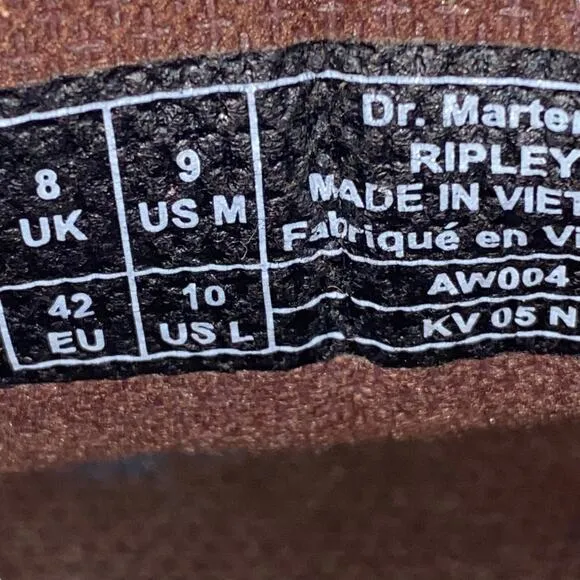 8
UK
9
US M
42
EU
10
US L
Dr. Marte
RIPLEY
MADE IN VIET
Fabriqué en Vi
AW004
KV 05 N